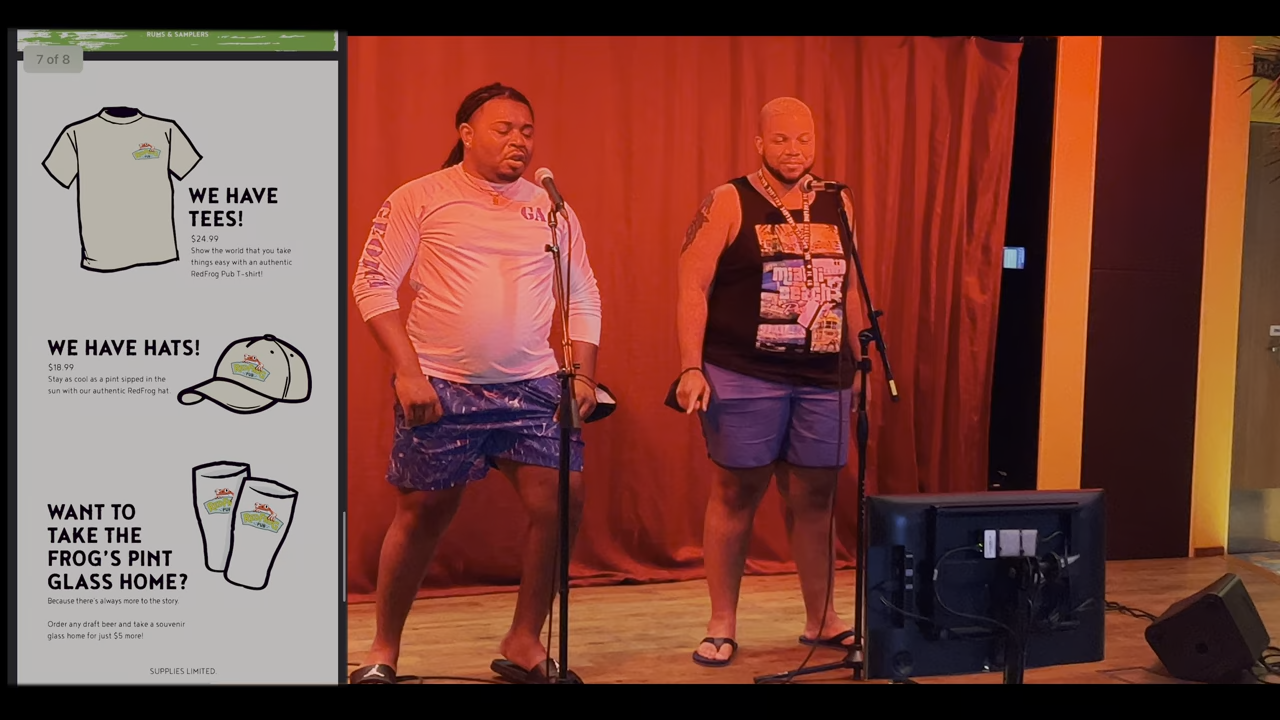 RUMS & SAMPLERS
7 of 8
WE HAVE
TEES!
$24.99
Show the world that you take
things easy with an authentic
RedFrog Pub T-shirt!
WE HAVE HATS!
$18.99
Stay as cool as a pint sipped in the
sun with our authentic RedFrog hat.
WANT TO
TAKE THE
FROG'S PINT
GLASS HOME?
Because there's always more to the story.
Order any draft beer and take a souvenir
glass home for just $5 more!
SUPPLIES LIMITED.
GA
miami
beach